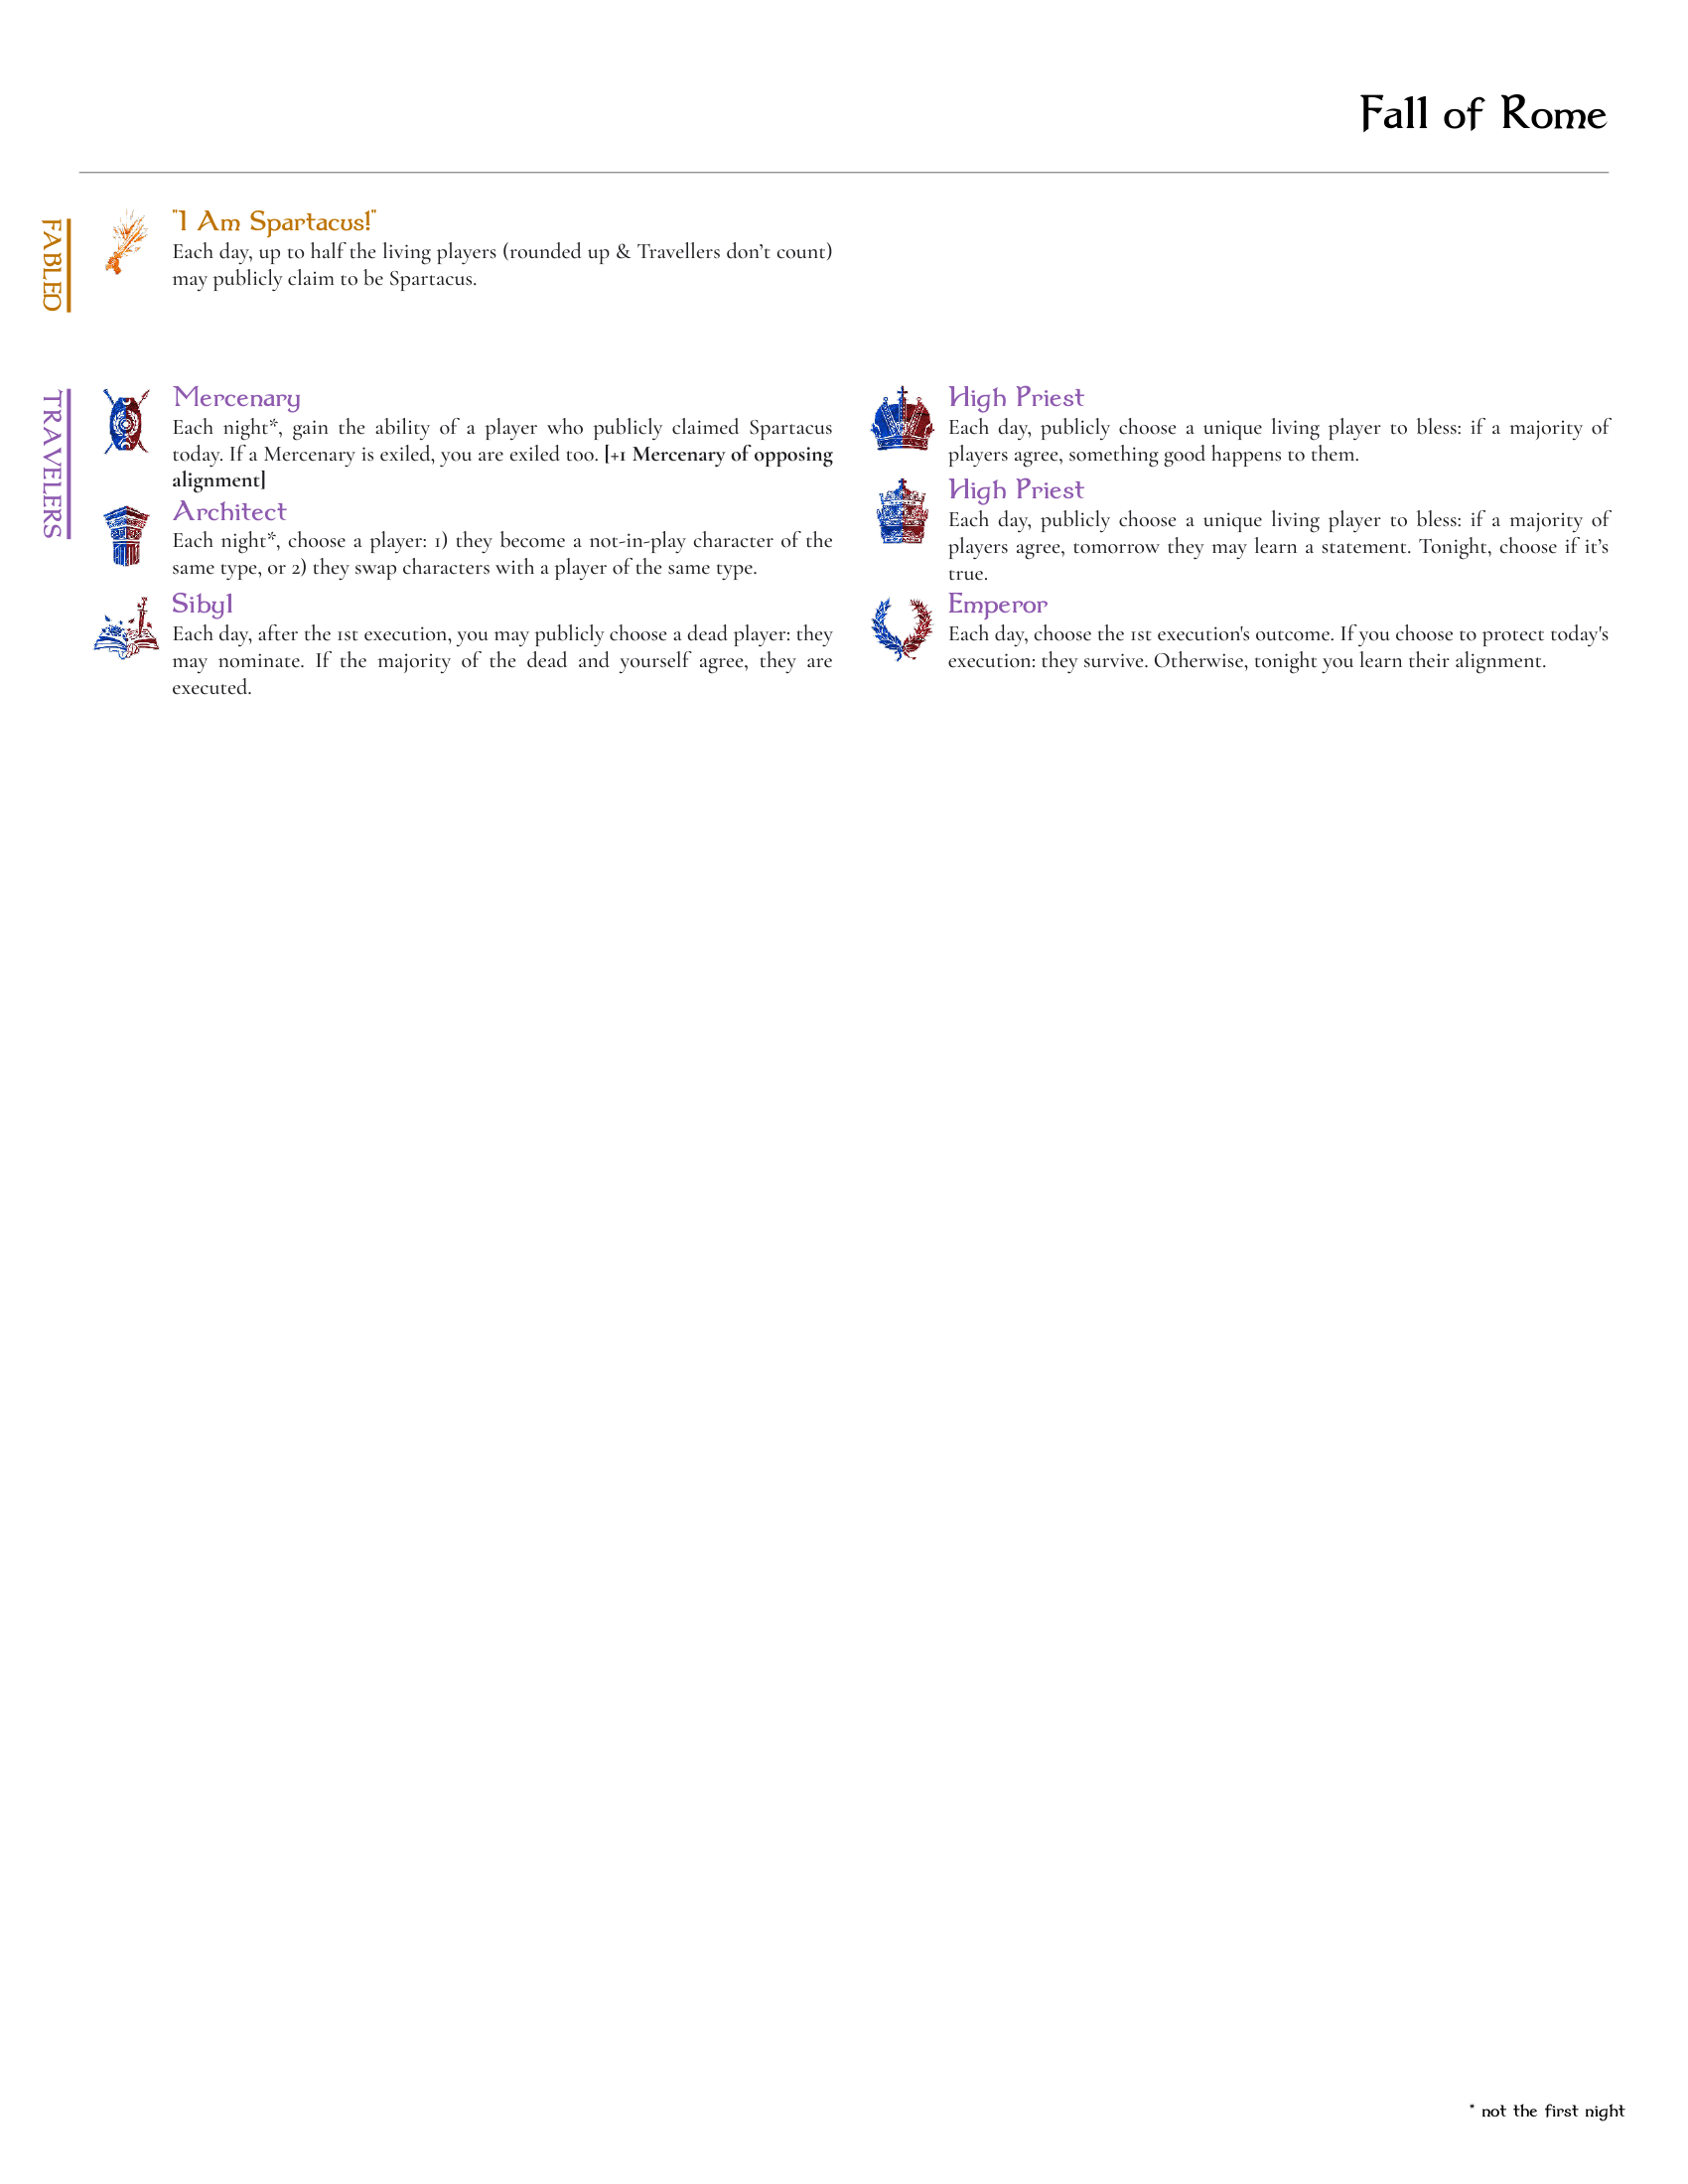 Fall of Rome
FABLED
"I Am Spartacus!"
Each day, up to half the living players (rounded up & Travellers don’t count)
may publicly claim to be Spartacus.
TRAVELERS
Mercenary
Each night*, gain the ability of a player who publicly claimed Spartacus
today. If a Mercenary is exiled, you are exiled too. [+1 Mercenary of opposing
alignment]
Architect
Each night*, choose a player: 1) they become a not-in-play character of the
same type, or 2) they swap characters with a player of the same type.
Sibyl
Each day, after the 1st execution, you may publicly choose a dead player: they
may nominate. If the majority of the dead and yourself agree, they are
executed.
High Priest
Each day, publicly choose a unique living player to bless: if a majority of
players agree, something good happens to them.
High Priest
Each day, publicly choose a unique living player to bless: if a majority of
players agree, tomorrow they may learn a statement. Tonight, choose if it’s
true.
Emperor
Each day, choose the 1st execution's outcome. If you choose to protect today's
execution: they survive. Otherwise, tonight you learn their alignment.
* not the first night